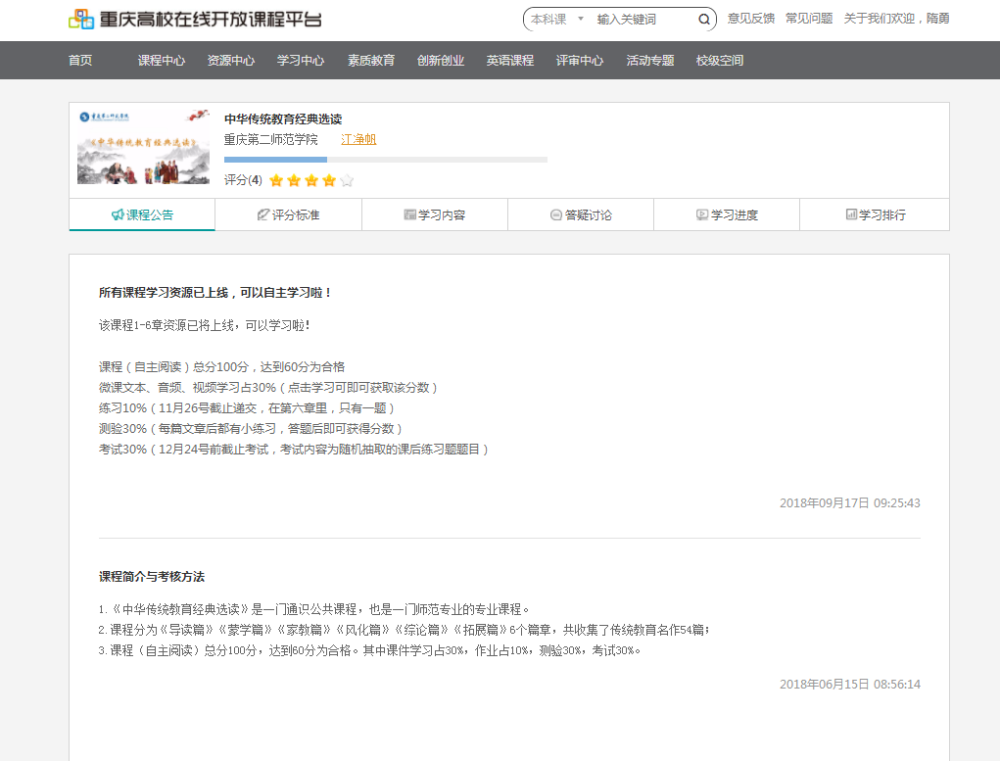 重庆高校在线开放课程平台
本科课 输入关键词 意见反馈 常见问题 关于我们欢迎，隋勇
首页 课程中心 资源中心 学习中心 素质教育 创新创业 英语课程 评审中心 活动专题 校级空间
重庆第二师范学院
《中华传统教育经典选读》
中华传统教育经典选读
重庆第二师范学院 江净帆
评分(4)
课程公告 评分标准 学习内容 答疑讨论 学习进度 学习排行
所有课程学习资源已上线，可以自主学习啦！
该课程1-6章资源已将上线，可以学习啦！
课程（自主阅读）总分100分，达到60分为合格
微课文本、音频、视频学习占30%（点击学习可即可获取该分数）
练习10%（11月26号截止递交，在第六章里，只有一题）
测验30%（每篇文章后都有小练习，答题后即可获得分数）
考试30%（12月24号前截止考试，考试内容为随机抽取的课后练习题题目）
2018年09月17日 09:25:43
课程简介与考核方法
1.《中华传统教育经典选读》是一门通识公共课程，也是一门师范专业的专业课程。
2.课程分为《导读篇》《蒙学篇》《家教篇》《风化篇》《综论篇》《拓展篇》6个篇章，共收集了传统教育名作54篇；
3.课程（自主阅读）总分100分，达到60分为合格。其中课件学习占30%，作业占10%，测验30%，考试30%。
2018年06月15日 08:56:14